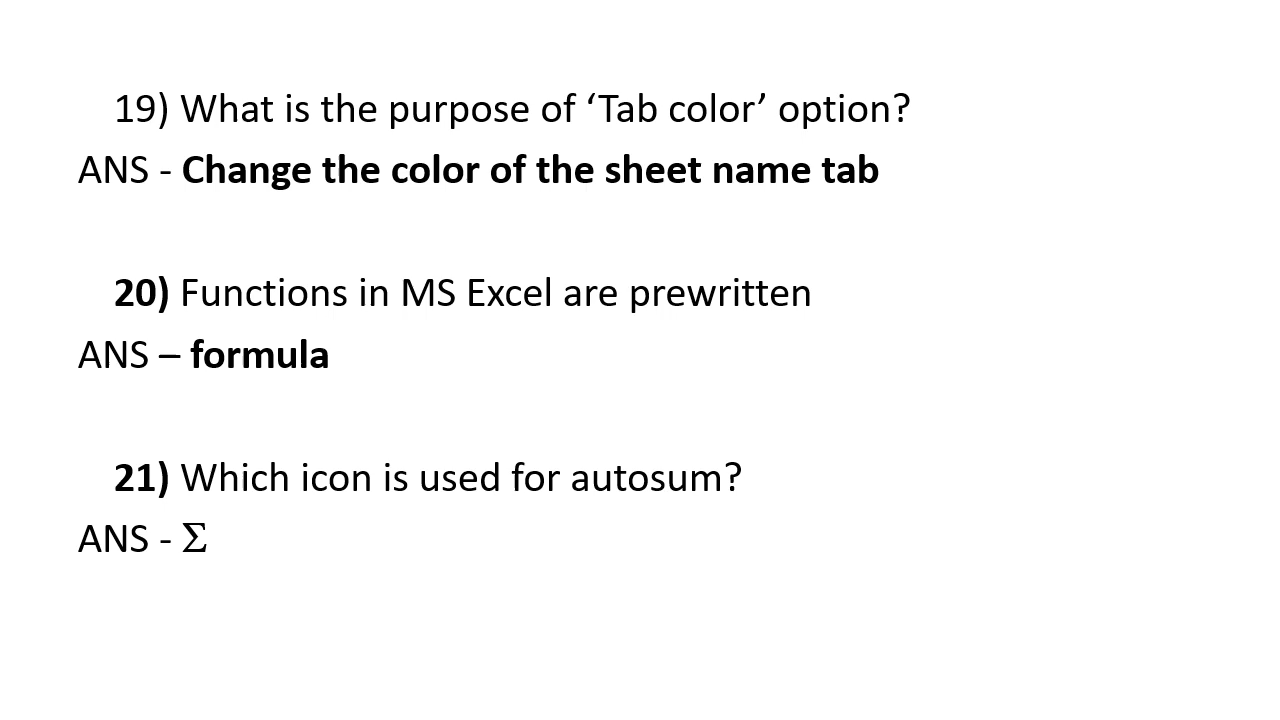 19) What is the purpose of ‘Tab color’ option?
ANS - Change the color of the sheet name tab
20) Functions in MS Excel are prewritten
ANS – formula
21) Which icon is used for autosum?
ANS - Σ